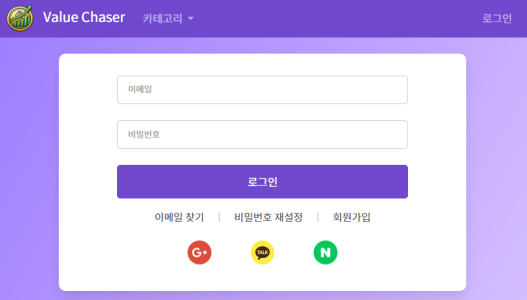 Value Chaser 카테고리 로그인
이메일
비밀번호
로그인
이메일 찾기 | 비밀번호 재설정 | 회원가입
G+ TALK N